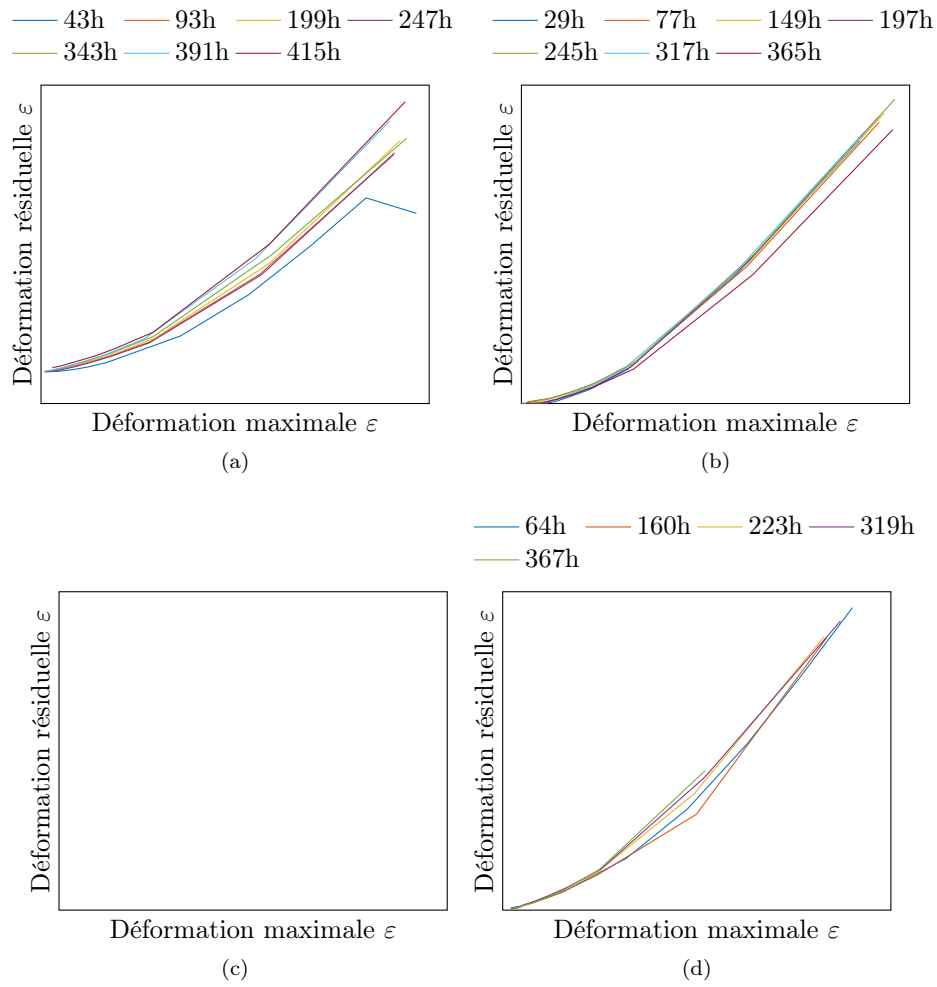 43h 93h 199h 247h
343h 391h 415h
Déformation résiduelle ε
Déformation maximale ε
(a)
29h 77h 149h 197h
245h 317h 365h
Déformation résiduelle ε
Déformation maximale ε
(b)
Déformation résiduelle ε
Déformation maximale ε
(c)
64h 160h 223h 319h
367h
Déformation résiduelle ε
Déformation maximale ε
(d)